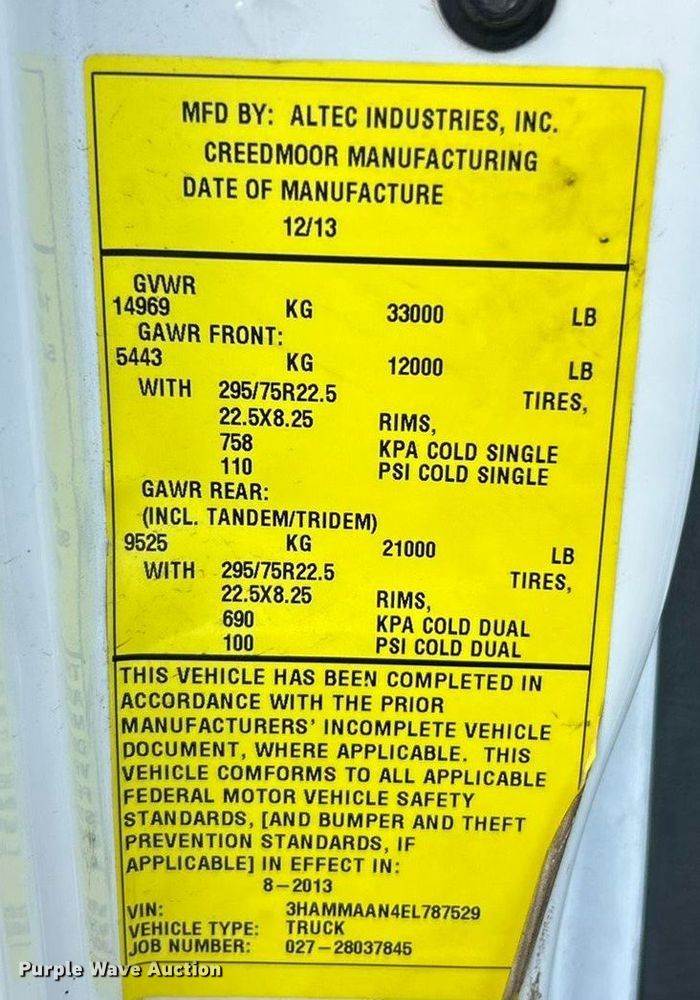 MFD BY: ALTEC INDUSTRIES, INC.
CREEDMOOR MANUFACTURING
DATE OF MANUFACTURE
12/13
GVWR
14969 KG 33000 LB
GAWR FRONT:
5443 KG 12000 LB
WITH 295/75R22.5 TIRES,
22.5X8.25 RIMS,
758 KPA COLD SINGLE
110 PSI COLD SINGLE
GAWR REAR:
(INCL. TANDEM/TRIDEM)
9525 KG 21000 LB
WITH 295/75R22.5 TIRES,
22.5X8.25 RIMS,
690 KPA COLD DUAL
100 PSI COLD DUAL
THIS VEHICLE HAS BEEN COMPLETED IN
ACCORDANCE WITH THE PRIOR
MANUFACTURERS' INCOMPLETE VEHICLE
DOCUMENT, WHERE APPLICABLE. THIS
VEHICLE COMFORMS TO ALL APPLICABLE
FEDERAL MOTOR VEHICLE SAFETY
STANDARDS, [AND BUMPER AND THEFT
PREVENTION STANDARDS, IF
APPLICABLE] IN EFFECT IN:
8-2013
VIN: 3HAMMAAN4EL787529
VEHICLE TYPE: TRUCK
JOB NUMBER: 027-28037845
Purple Wave Auction